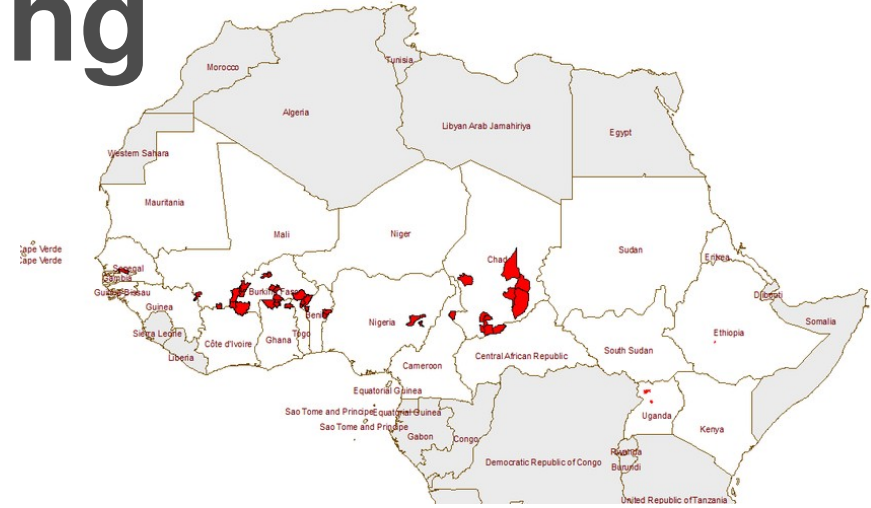 ng
Morocco
Tunisia
Algeria
Libyan Arab Jamahiriya
Egypt
Western Sahara
Mauritania
Mali
Niger
Chad
Sudan
Eritrea
Cape Verde
Cape Verde
Senegal
Gambia
Guinea-Bissau
Guinea
Burkina Faso
Benin
Nigeria
Djibouti
Somalia
Ethiopia
Sierra Leone
Liberia
Côte d'Ivoire
Ghana
Togo
Cameroon
Central African Republic
South Sudan
Equatorial Guinea
Sao Tome and Principe
Equatorial Guinea
Sao Tome and Principe
Gabon
Congo
Uganda
Kenya
Democratic Republic of Congo
Rwanda
Burundi
United Republic of Tanzania